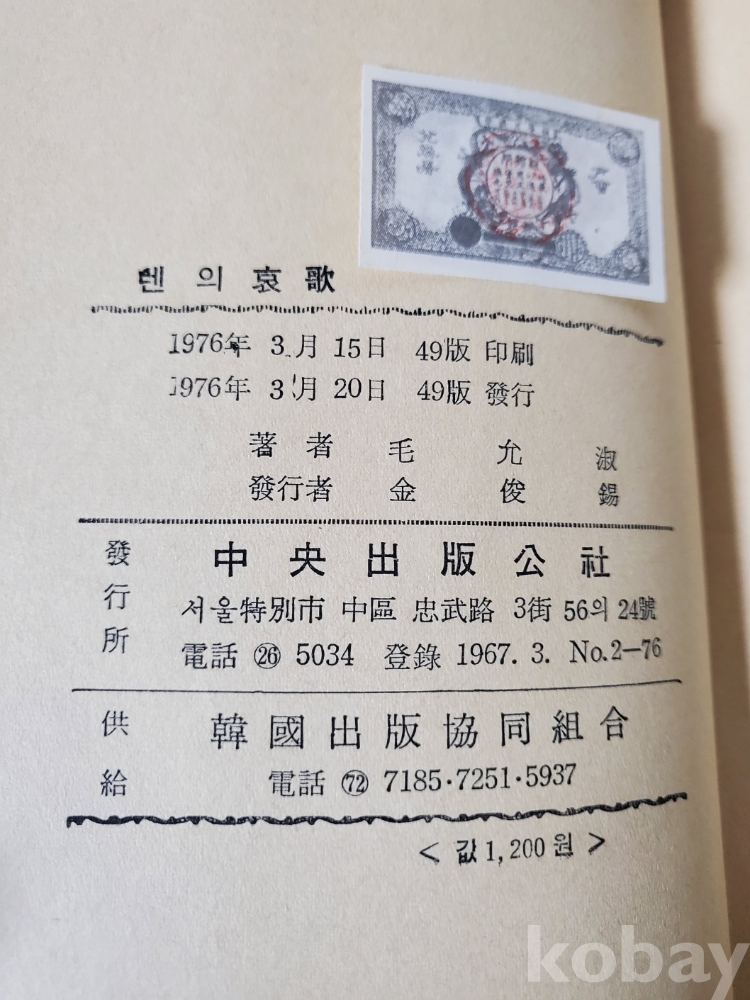 렌의哀歌
1976年 3月 15日 49版 印刷
1976年 3月 20日 49版 發行
著者 毛允淑
發行者 金俊錫
發行所
中央出版公社
서울特別市 中區 忠武路 3街 56의 24號
電話 ㉖ 5034 登錄 1967. 3. No.2-76
供給
韓國出版協同組合
電話 (72) 7185·7251·5937
< 값 1,200원 >
kobay